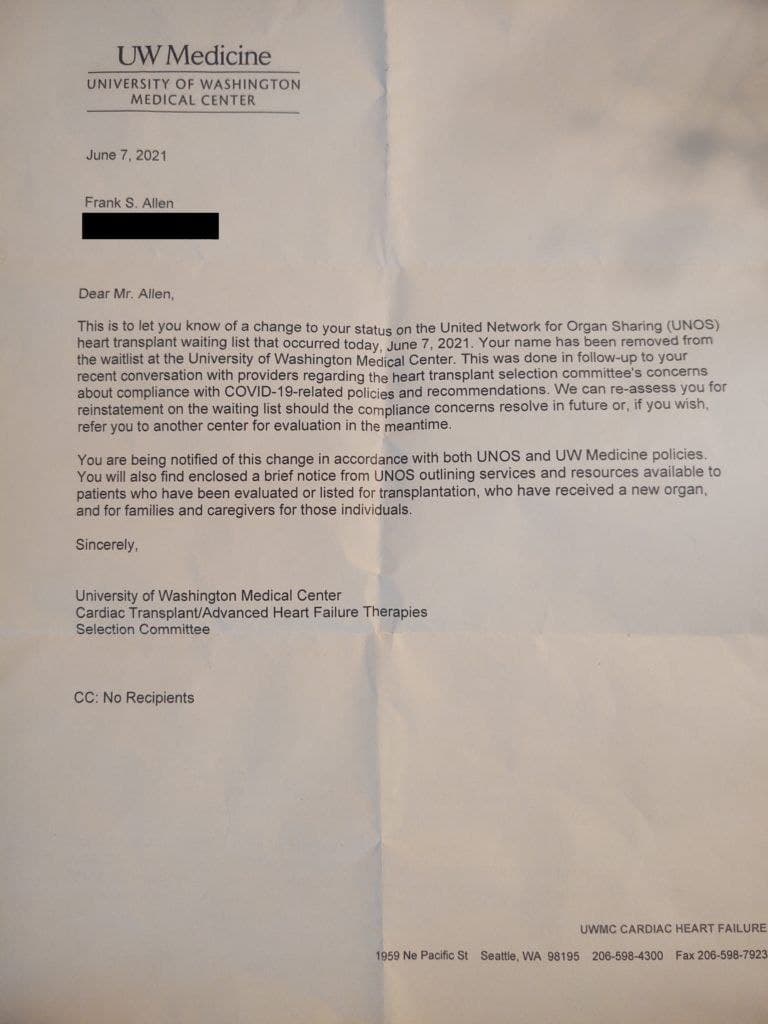 UW Medicine
UNIVERSITY OF WASHINGTON
MEDICAL CENTER
June 7, 2021
Frank S. Allen
Dear Mr. Allen,
This is to let you know of a change to your status on the United Network for Organ Sharing (UNOS)
heart transplant waiting list that occurred today, June 7, 2021. Your name has been removed from
the waitlist at the University of Washington Medical Center. This was done in follow-up to your
recent conversation with providers regarding the heart transplant selection committee's concerns
about compliance with COVID-19-related policies and recommendations. We can re-assess you for
reinstatement on the waiting list should the compliance concerns resolve in future or, if you wish,
refer you to another center for evaluation in the meantime.
You are being notified of this change in accordance with both UNOS and UW Medicine policies.
You will also find enclosed a brief notice from UNOS outlining services and resources available to
patients who have been evaluated or listed for transplantation, who have received a new organ,
and for families and caregivers for those individuals.
Sincerely,
University of Washington Medical Center
Cardiac Transplant/Advanced Heart Failure Therapies
Selection Committee
CC: No Recipients
UWMC CARDIAC HEART FAILURE
1959 Ne Pacific St Seattle, WA 98195 206-598-4300 Fax 206-598-7923